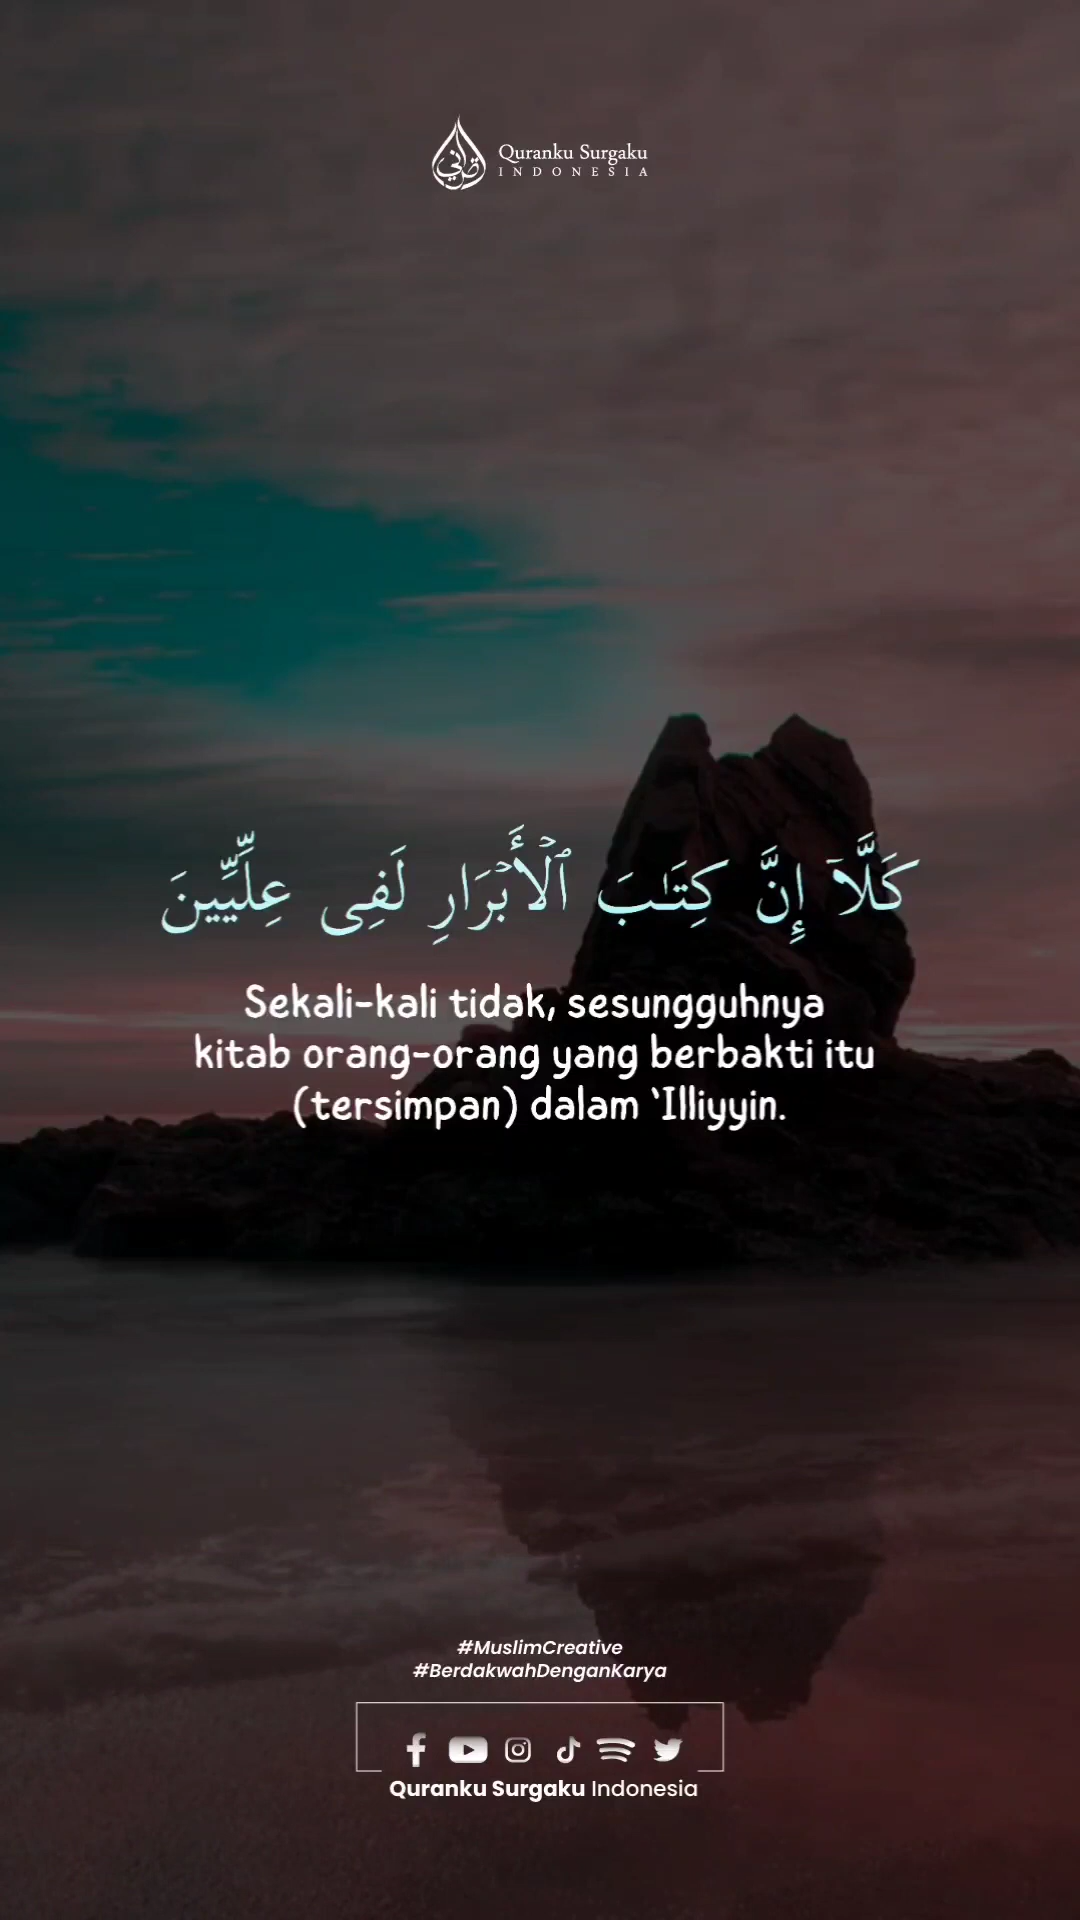 Quranku Surgaku
INDONESIA
كَلَّآ إِنَّ كِتَـٰبَ ٱلْأَبْرَارِ لَفِى عِلِّيِّينَ
Sekali-kali tidak, sesungguhnya
kitab orang-orang yang berbakti itu
(tersimpan) dalam ‘Illiyyin.
#MuslimCreative
#BerdakwahDenganKarya
Quranku Surgaku Indonesia